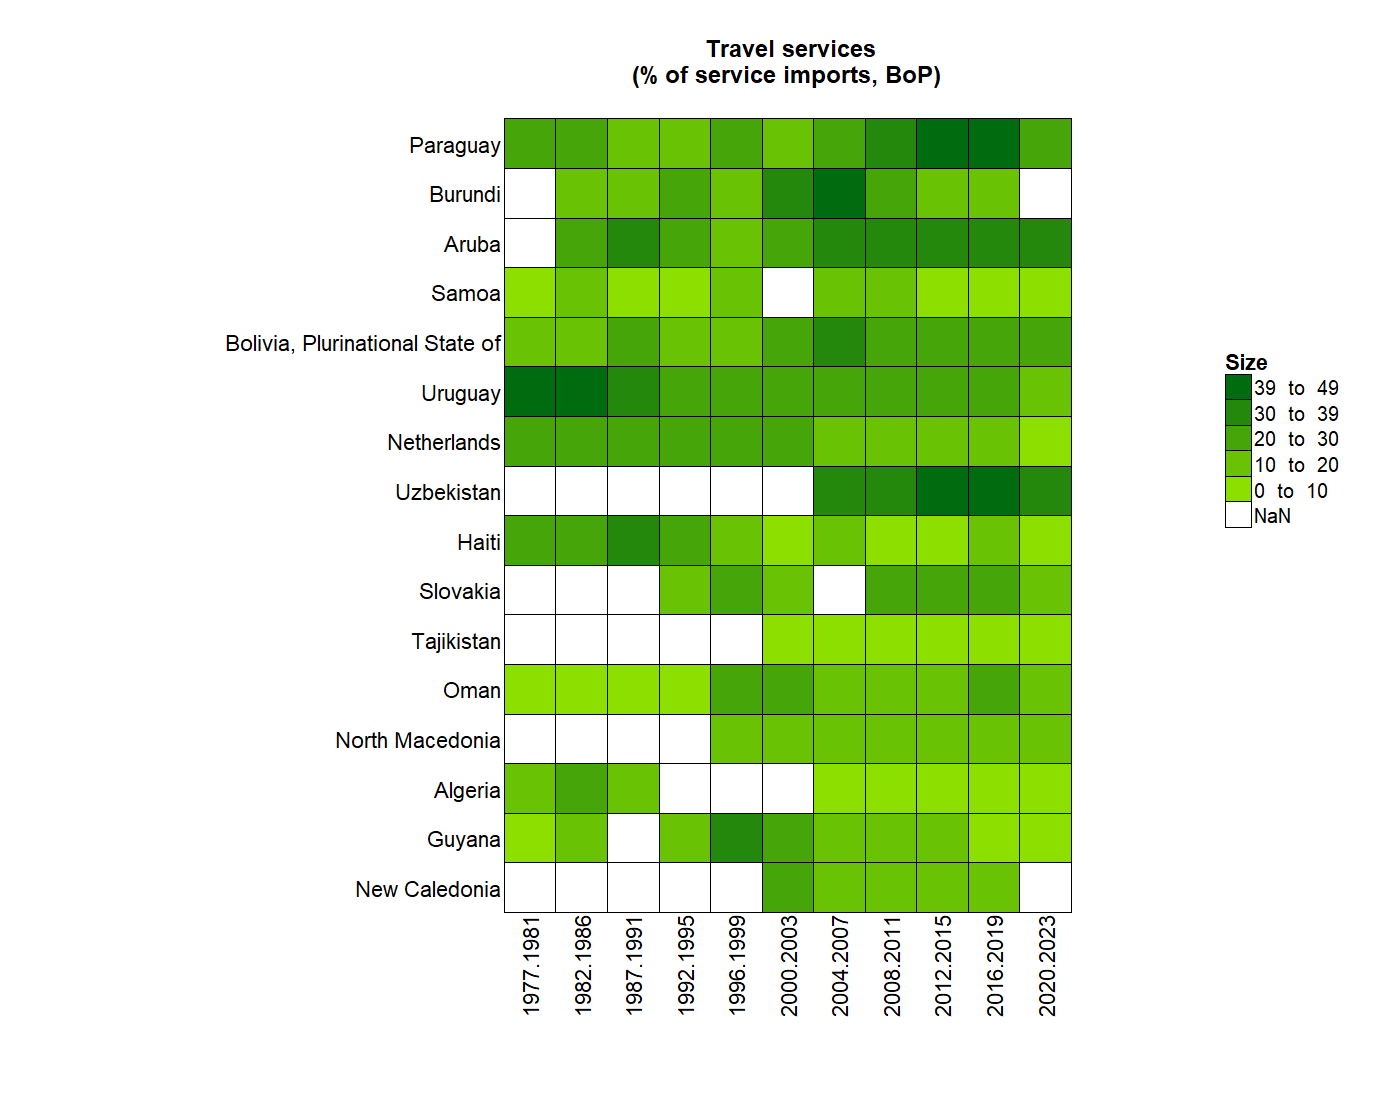 Travel services
(% of service imports, BoP)
Paraguay
Burundi
Aruba
Samoa
Bolivia, Plurinational State of
Uruguay
Netherlands
Uzbekistan
Haiti
Slovakia
Tajikistan
Oman
North Macedonia
Algeria
Guyana
New Caledonia
1977.1981
1982.1986
1987.1991
1992.1995
1996.1999
2000.2003
2004.2007
2008.2011
2012.2015
2016.2019
2020.2023
Size
39 to 49
30 to 39
20 to 30
10 to 20
0 to 10
NaN